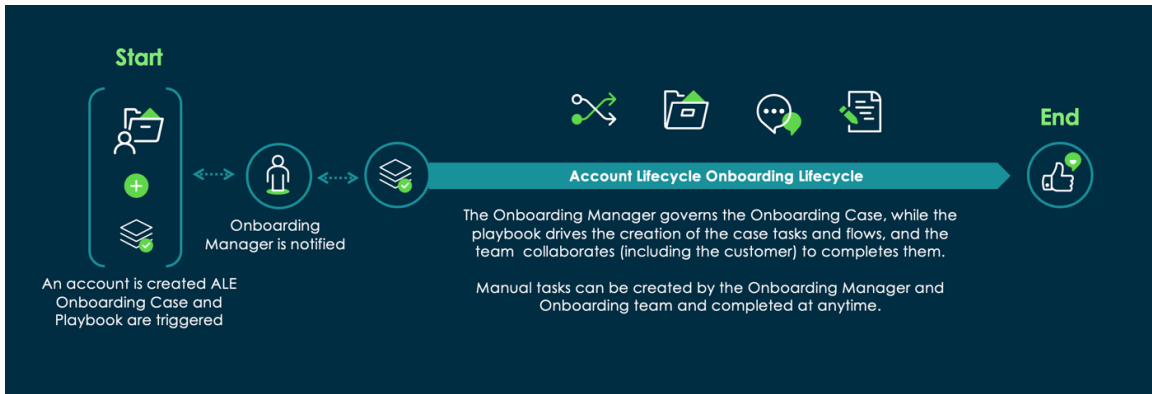 Start
End
Account Lifecycle Onboarding Lifecycle
Onboarding
Manager is notified
The Onboarding Manager governs the Onboarding Case, while the
playbook drives the creation of the case tasks and flows, and the
team collaborates (including the customer) to completes them.
An account is created ALE
Onboarding Case and
Playbook are triggered
Manual tasks can be created by the Onboarding Manager and
Onboarding team and completed at anytime.